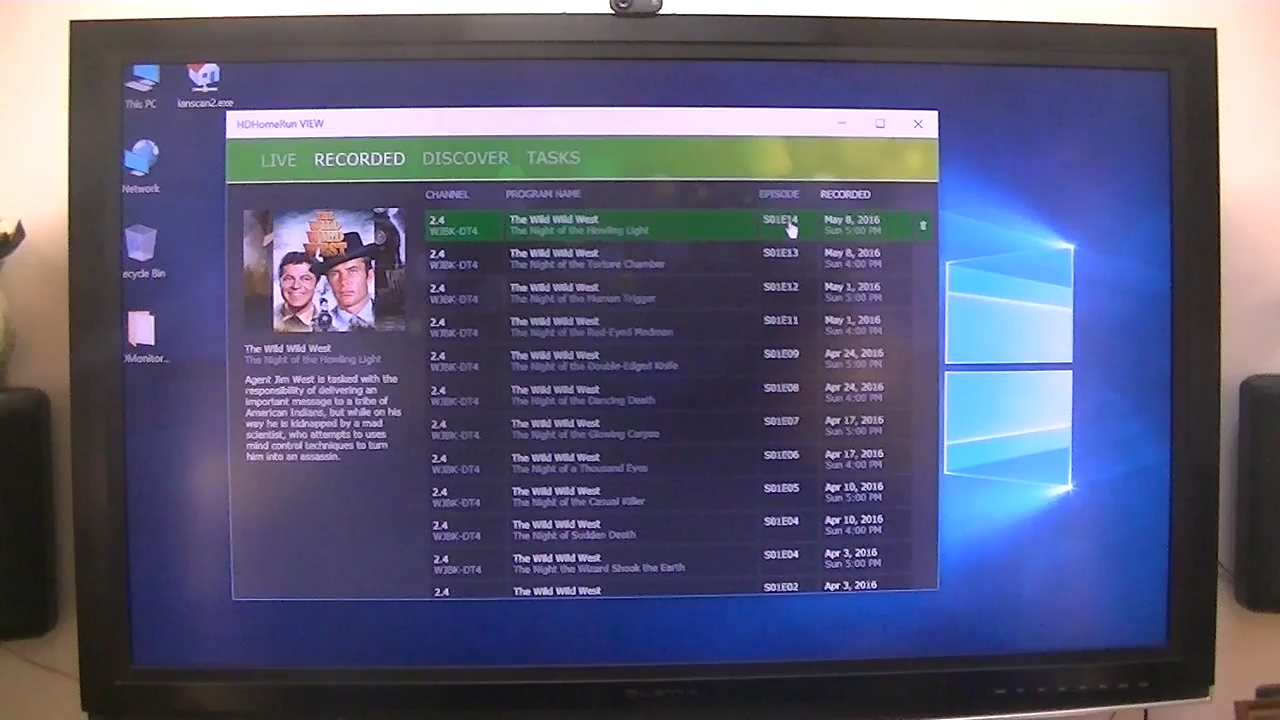 This PC
lanscan2.exe
Network
ecycle Bin
DMonitor...
HDHomeRun VIEW
LIVE RECORDED DISCOVER TASKS
CHANNEL PROGRAM NAME EPISODE RECORDED
THE WILD WILD WEST
The Wild Wild West
The Night of the Howling Light
Agent Jim West is tasked with the
responsibility of delivering an
important message to a tribe of
American Indians, but while on his
way he is kidnapped by a mad
scientist, who attempts to uses
mind control techniques to turn
him into an assassin.
2.4 The Wild Wild West S01E14 May 8, 2016
WJBK-DT4 The Night of the Howling Light Sun 5:00 PM
2.4 The Wild Wild West S01E13 May 8, 2016
WJBK-DT4 The Night of the Torture Chamber Sun 4:00 PM
2.4 The Wild Wild West S01E12 May 1, 2016
WJBK-DT4 The Night of the Human Trigger Sun 5:00 PM
2.4 The Wild Wild West S01E11 May 1, 2016
WJBK-DT4 The Night of the Red-Eyed Madman Sun 4:00 PM
2.4 The Wild Wild West S01E09 Apr 24, 2016
WJBK-DT4 The Night of the Double-Edged Knife Sun 5:00 PM
2.4 The Wild Wild West S01E08 Apr 24, 2016
WJBK-DT4 The Night of the Dancing Death Sun 4:00 PM
2.4 The Wild Wild West S01E07 Apr 17, 2016
WJBK-DT4 The Night of the Glowing Corpse Sun 5:00 PM
2.4 The Wild Wild West S01E06 Apr 17, 2016
WJBK-DT4 The Night of a Thousand Eyes Sun 4:00 PM
2.4 The Wild Wild West S01E05 Apr 10, 2016
WJBK-DT4 The Night of the Casual Killer Sun 5:00 PM
2.4 The Wild Wild West S01E04 Apr 10, 2016
WJBK-DT4 The Night of Sudden Death Sun 4:00 PM
2.4 The Wild Wild West S01E04 Apr 3, 2016
WJBK-DT4 The Night the Wizard Shook the Earth Sun 5:00 PM
2.4 The Wild Wild West S01E02 Apr 3, 2016